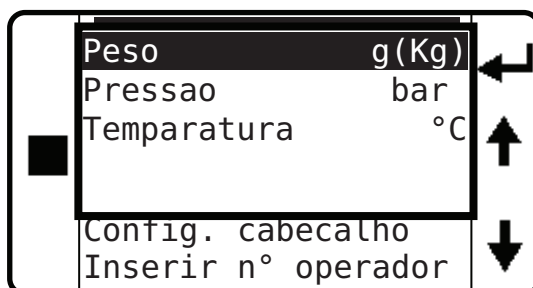 Peso g(Kg)
Pressao bar
Temparatura °C
Config. cabecalho
Inserir n° operador